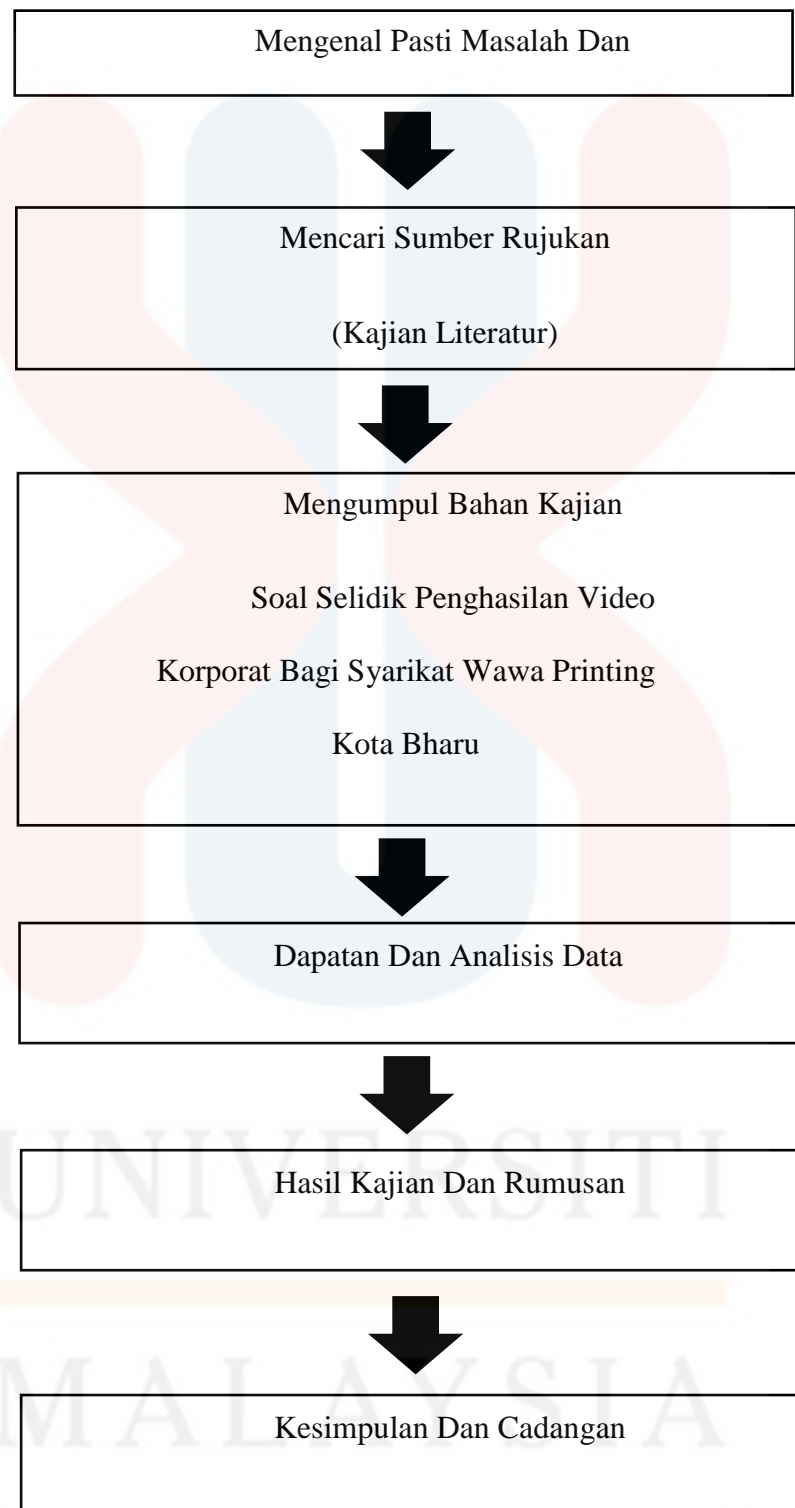 Mengenal Pasti Masalah Dan
Mencari Sumber Rujukan
(Kajian Literatur)
Mengumpul Bahan Kajian
Soal Selidik Penghasilan Video
Korporat Bagi Syarikat Wawa Printing
Kota Bharu
Dapatan Dan Analisis Data
Hasil Kajian Dan Rumusan
UNIVERSITI
MALAYSIA
Kesimpulan Dan Cadangan